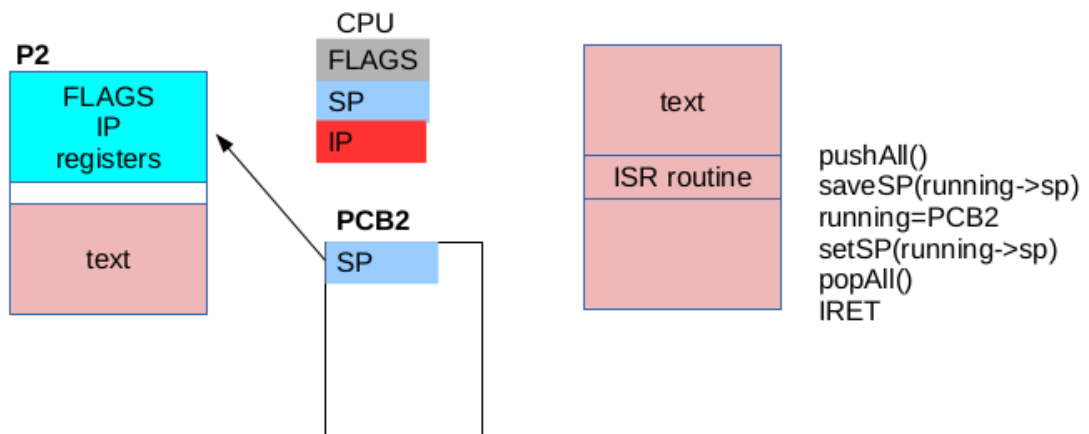 P2
FLAGS
IP
registers
text
CPU
FLAGS
SP
IP
PCB2
SP
text
ISR routine
pushAll()
saveSP(running->sp)
running=PCB2
setSP(running->sp)
popAll()
IRET